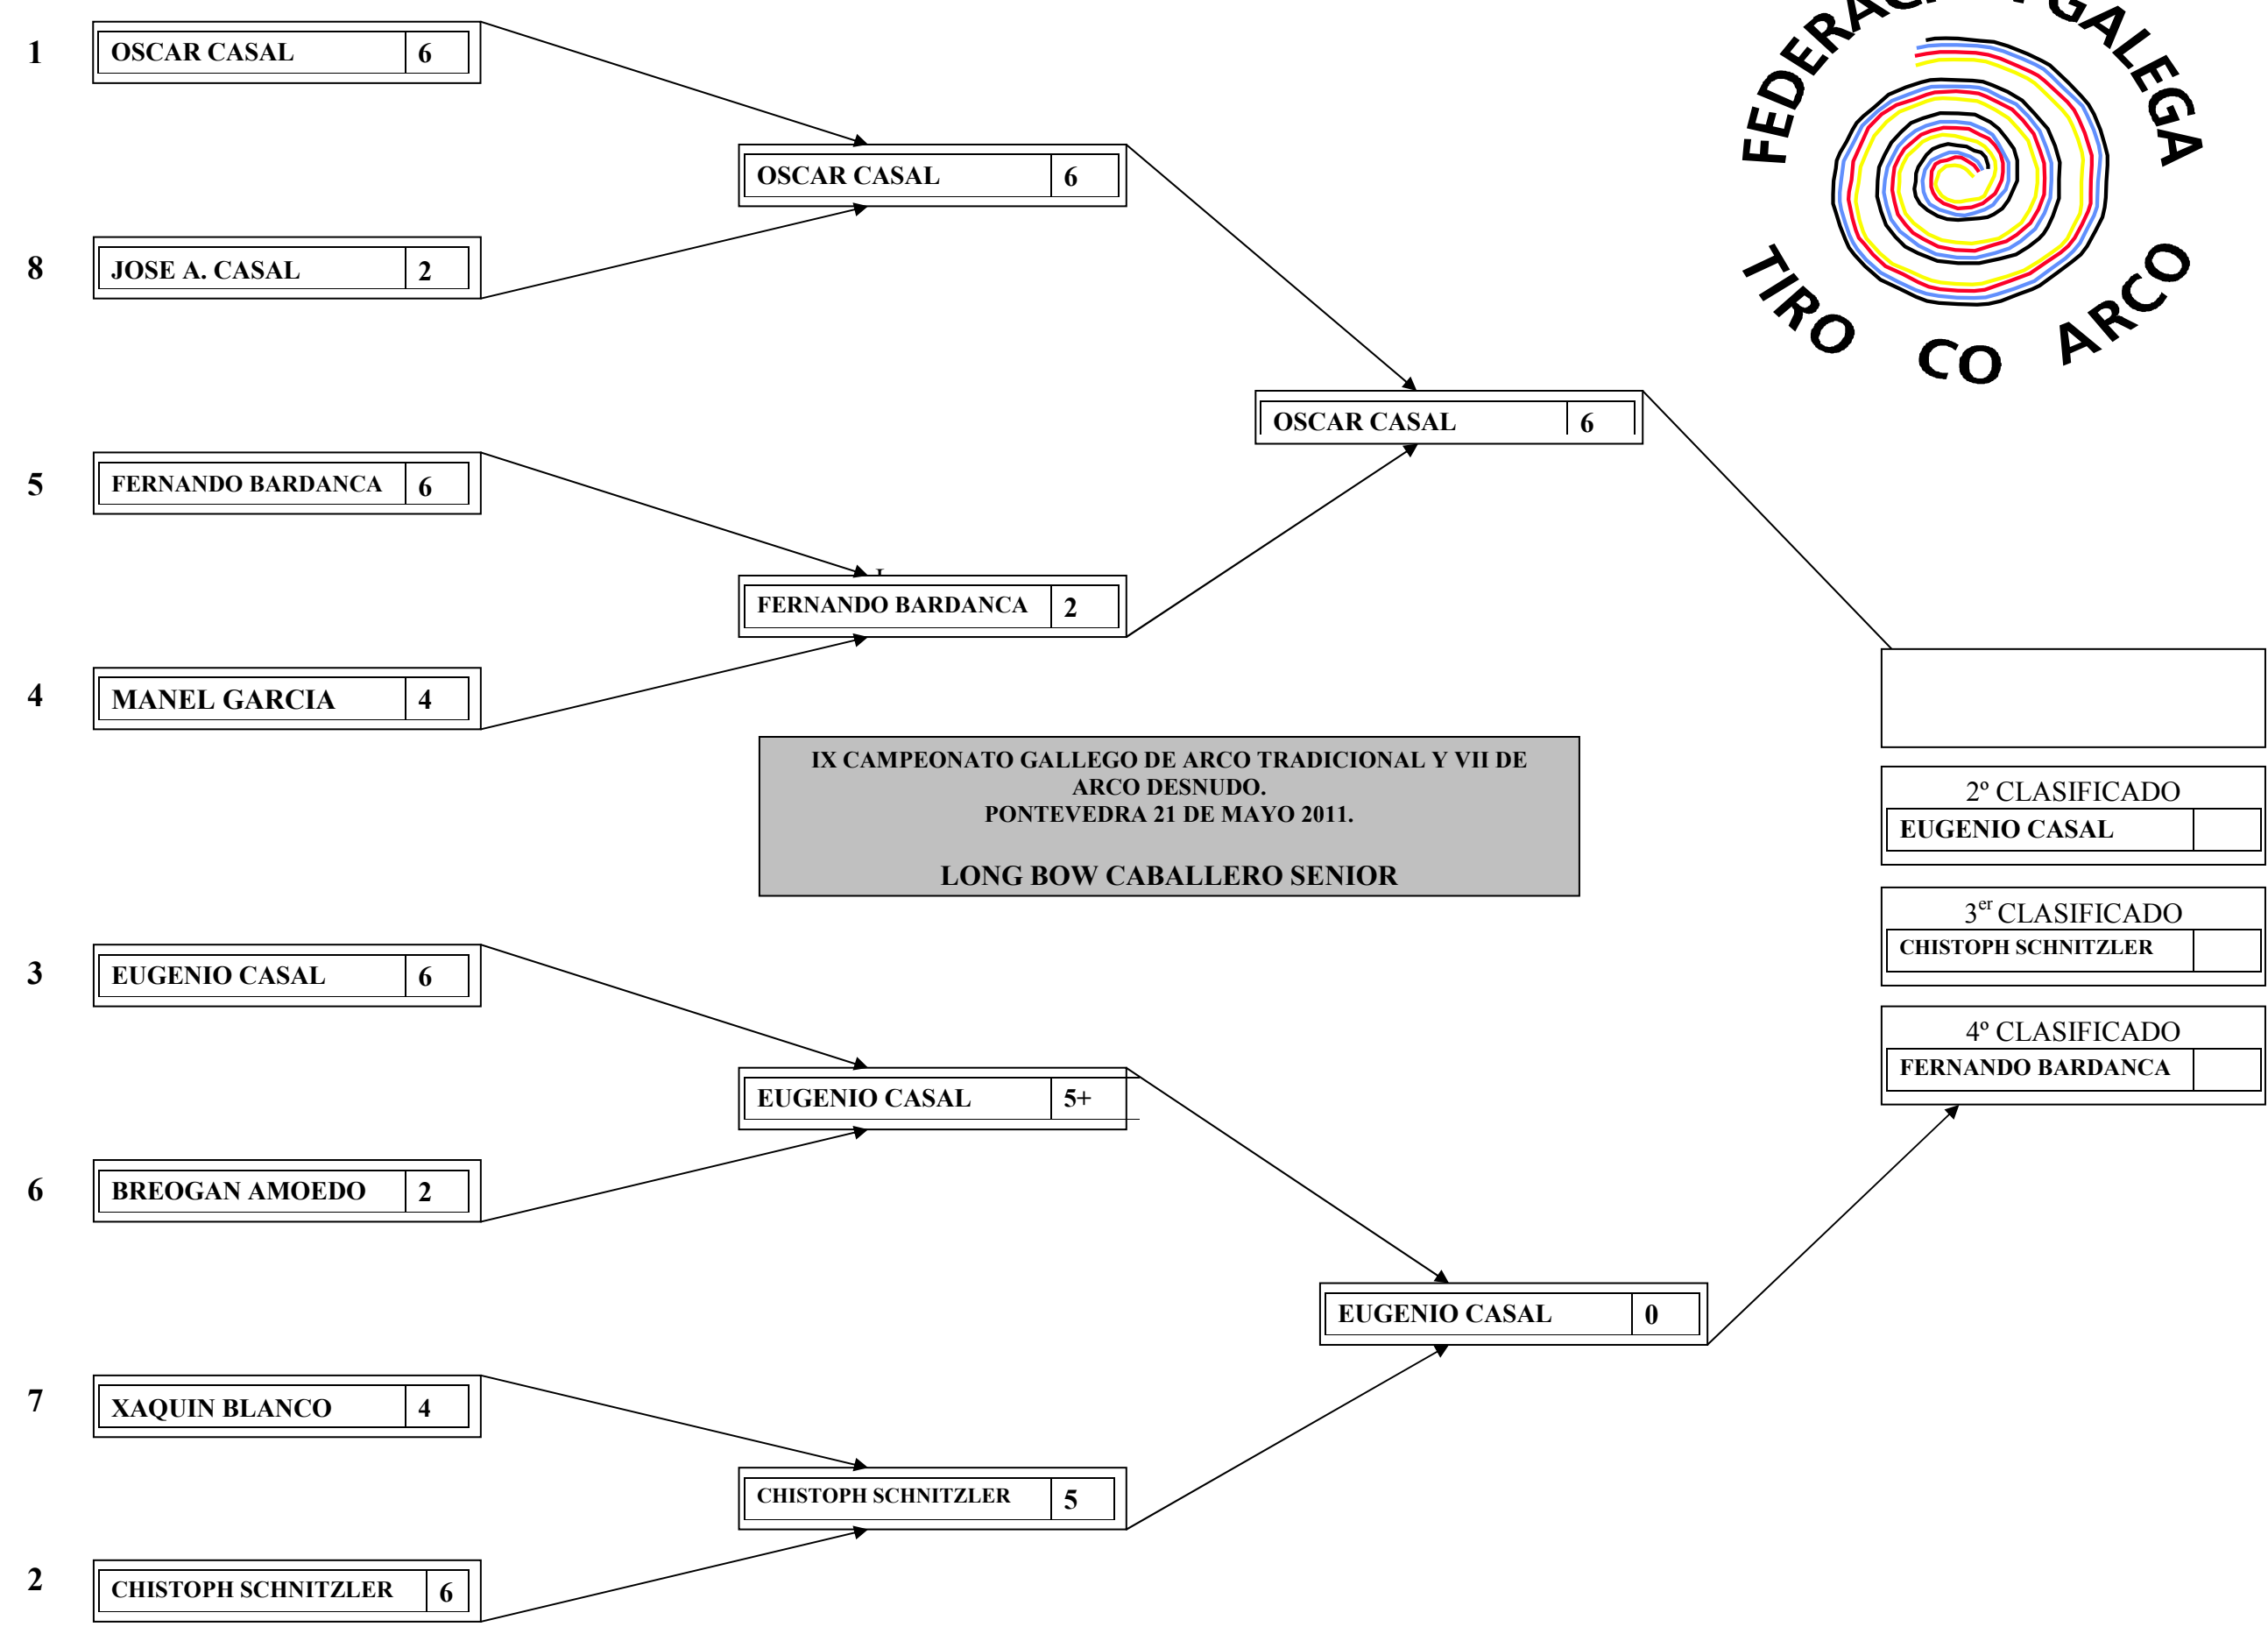 FEDERAC GALEGA
TIRO CO ARCO
1 OSCAR CASAL 6
OSCAR CASAL 6
8 JOSE A. CASAL 2
OSCAR CASAL 6
5 FERNANDO BARDANCA 6
FERNANDO BARDANCA 2
4 MANEL GARCIA 4
IX CAMPEONATO GALLEGO DE ARCO TRADICIONAL Y VII DE
ARCO DESNUDO.
PONTEVEDRA 21 DE MAYO 2011.
LONG BOW CABALLERO SENIOR
2º CLASIFICADO
EUGENIO CASAL
3er CLASIFICADO
CHISTOPH SCHNITZLER
4º CLASIFICADO
FERNANDO BARDANCA
3 EUGENIO CASAL 6
EUGENIO CASAL 5+
6 BREOGAN AMOEDO 2
EUGENIO CASAL 0
7 XAQUIN BLANCO 4
CHISTOPH SCHNITZLER 5
2 CHISTOPH SCHNITZLER 6